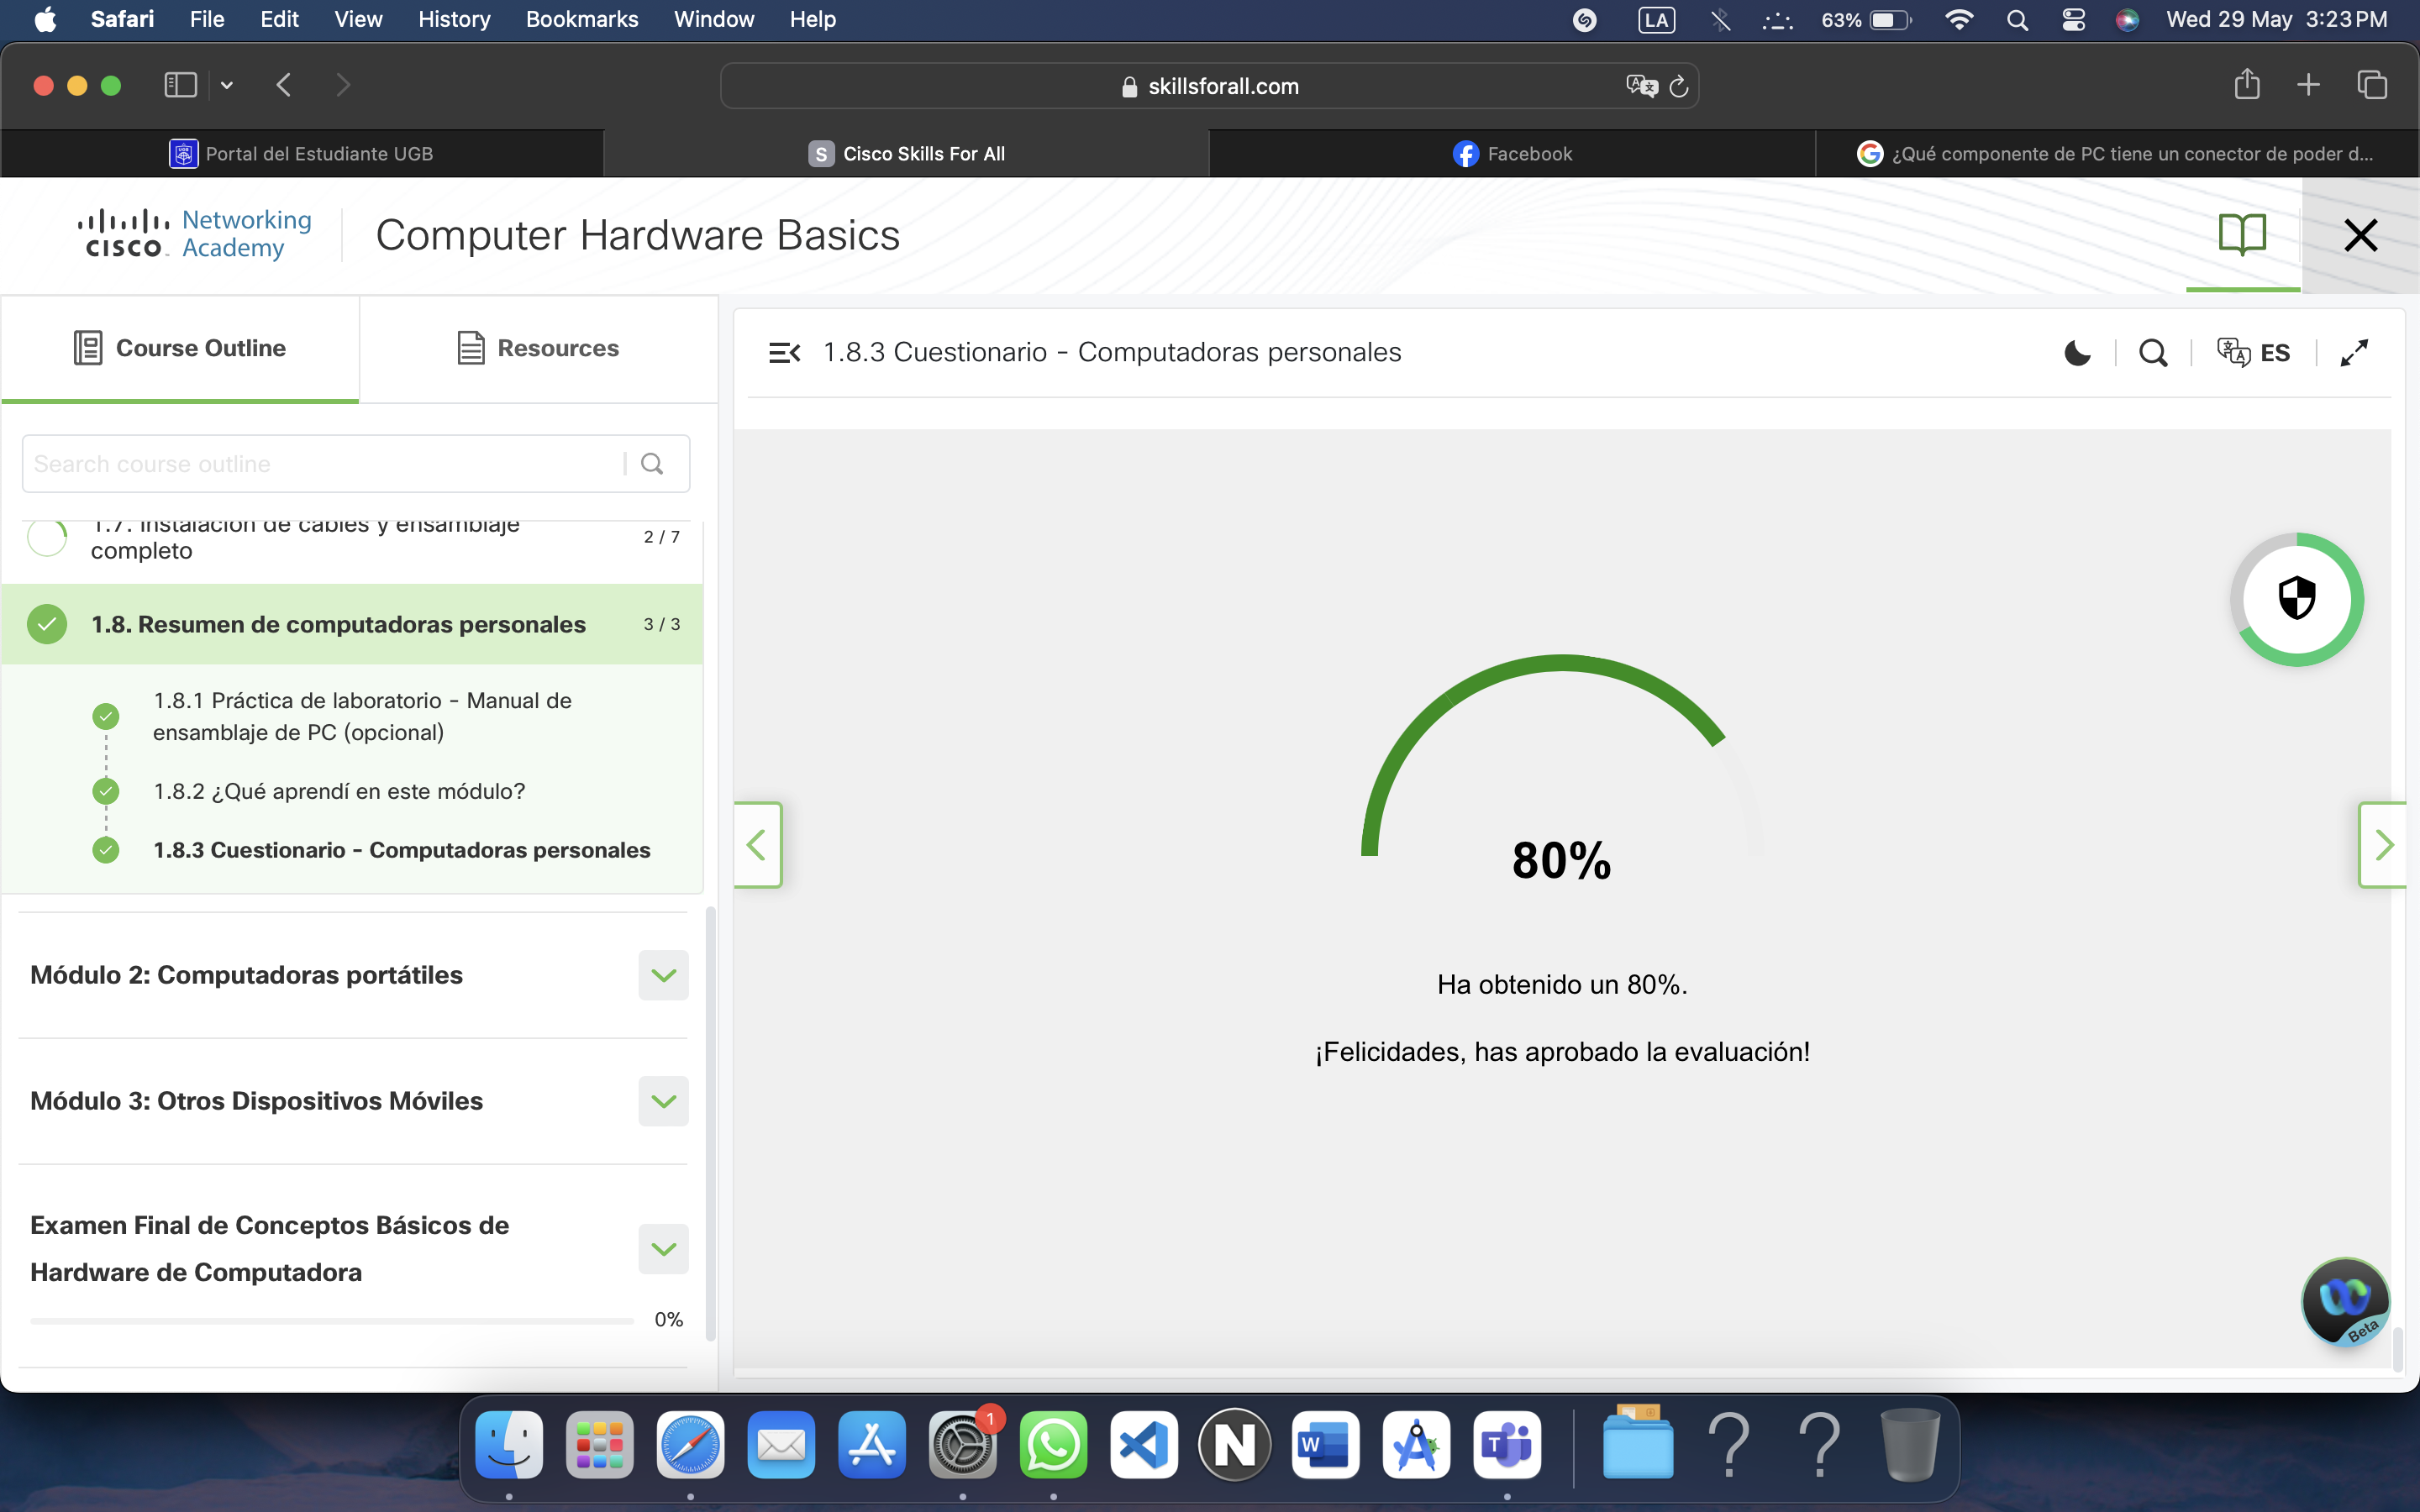 Safari File Edit View History Bookmarks Window Help LA 63% Wed 29 May 3:23 PM
skillsforall.com
Portal del Estudiante UGB
S Cisco Skills For All
Facebook
¿Qué componente de PC tiene un conector de poder d...
CISCO Networking Academy
Computer Hardware Basics
Course Outline
Resources
Search course outline
1.7. Instalación de cables y ensamblaje
completo
2 / 7
1.8. Resumen de computadoras personales 3 / 3
1.8.1 Práctica de laboratorio - Manual de
ensamblaje de PC (opcional)
1.8.2 ¿Qué aprendí en este módulo?
1.8.3 Cuestionario - Computadoras personales
Módulo 2: Computadoras portátiles
Módulo 3: Otros Dispositivos Móviles
Examen Final de Conceptos Básicos de
Hardware de Computadora
0%
1.8.3 Cuestionario - Computadoras personales
ES
80%
Ha obtenido un 80%.
¡Felicidades, has aprobado la evaluación!
Beta
1
N
W
T
? ?